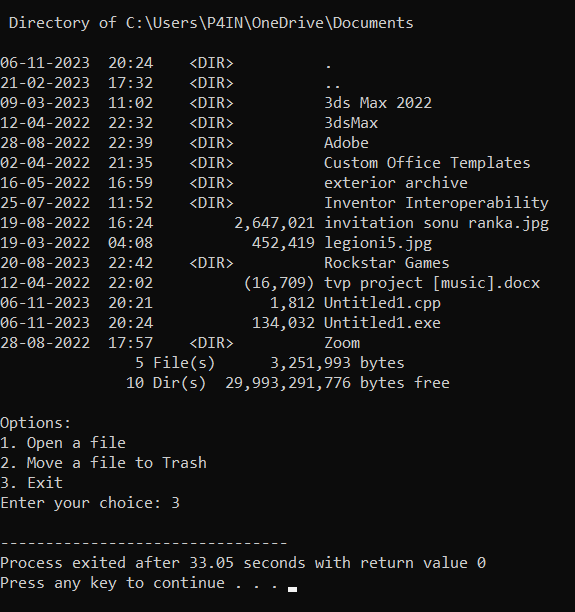 Directory of C:\Users\P4IN\OneDrive\Documents
06-11-2023  20:24    <DIR>          .
21-02-2023  17:32    <DIR>          ..
09-03-2023  11:02    <DIR>          3ds Max 2022
12-04-2022  22:32    <DIR>          3dsMax
28-08-2022  22:39    <DIR>          Adobe
02-04-2022  21:35    <DIR>          Custom Office Templates
16-05-2022  16:59    <DIR>          exterior archive
25-07-2022  11:52    <DIR>          Inventor Interoperability
19-08-2022  16:24         2,647,021 invitation sonu ranka.jpg
19-03-2022  04:08           452,419 legioni5.jpg
20-08-2023  22:42    <DIR>          Rockstar Games
12-04-2022  22:02          (16,709) tvp project [music].docx
06-11-2023  20:21             1,812 Untitled1.cpp
06-11-2023  20:24           134,032 Untitled1.exe
28-08-2022  17:57    <DIR>          Zoom
5 File(s)      3,251,993 bytes
10 Dir(s)  29,993,291,776 bytes free
Options:
1. Open a file
2. Move a file to Trash
3. Exit
Enter your choice: 3
--------------------------------
Process exited after 33.05 seconds with return value 0
Press any key to continue . . .